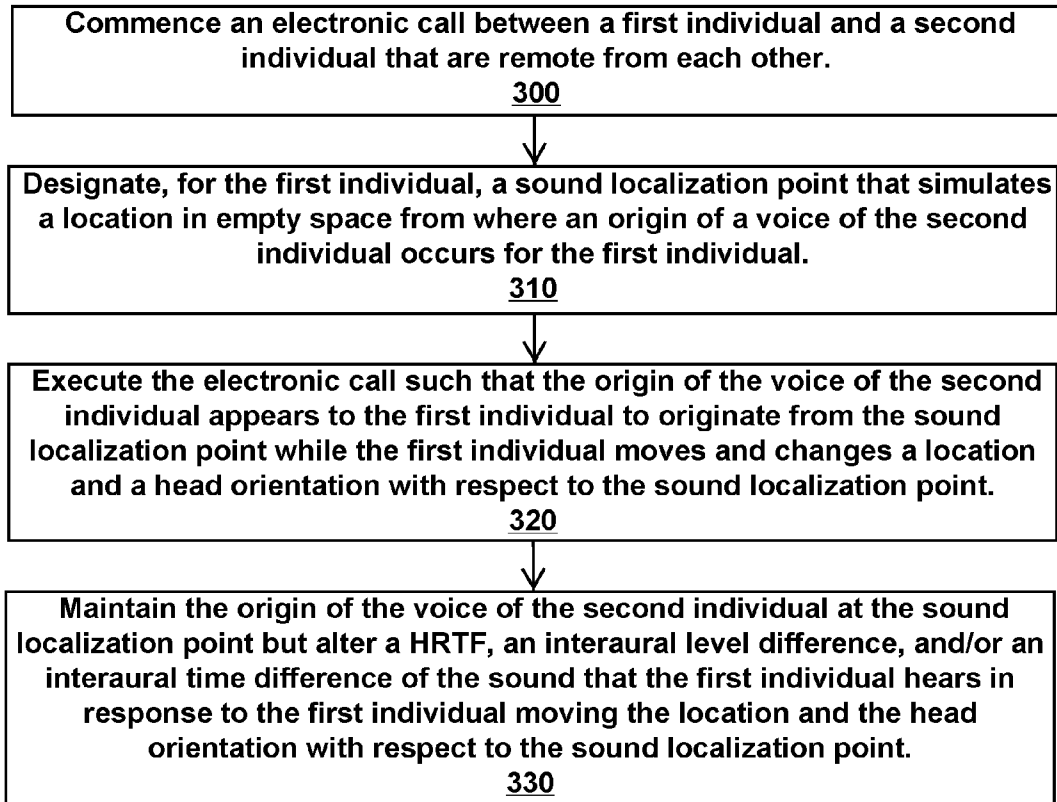 Commence an electronic call between a first individual and a second
individual that are remote from each other.
300
Designate, for the first individual, a sound localization point that simulates
a location in empty space from where an origin of a voice of the second
individual occurs for the first individual.
310
Execute the electronic call such that the origin of the voice of the second
individual appears to the first individual to originate from the sound
localization point while the first individual moves and changes a location
and a head orientation with respect to the sound localization point.
320
Maintain the origin of the voice of the second individual at the sound
localization point but alter a HRTF, an interaural level difference, and/or an
interaural time difference of the sound that the first individual hears in
response to the first individual moving the location and the head
orientation with respect to the sound localization point.
330